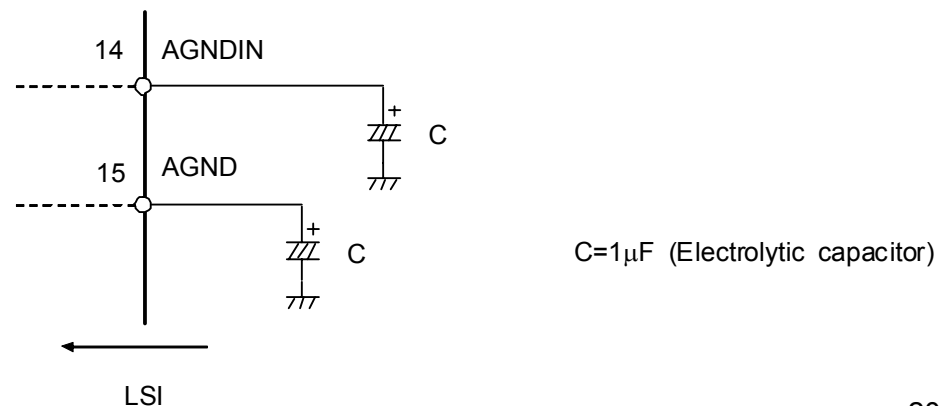 14 AGNDIN
+
C
15 AGND
+
C
C=1μF (Electrolytic capacitor)
LSI